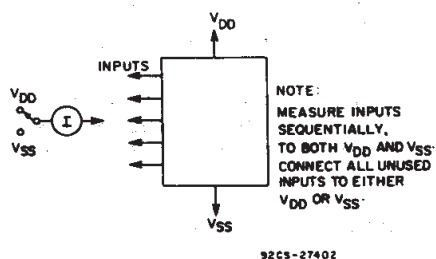 VDD
INPUTS
VDD
I
VSS
NOTE:
MEASURE INPUTS
SEQUENTIALLY,
TO BOTH VDD AND VSS.
CONNECT ALL UNUSED
INPUTS TO EITHER
VDD OR VSS.
VSS
92CS-27402